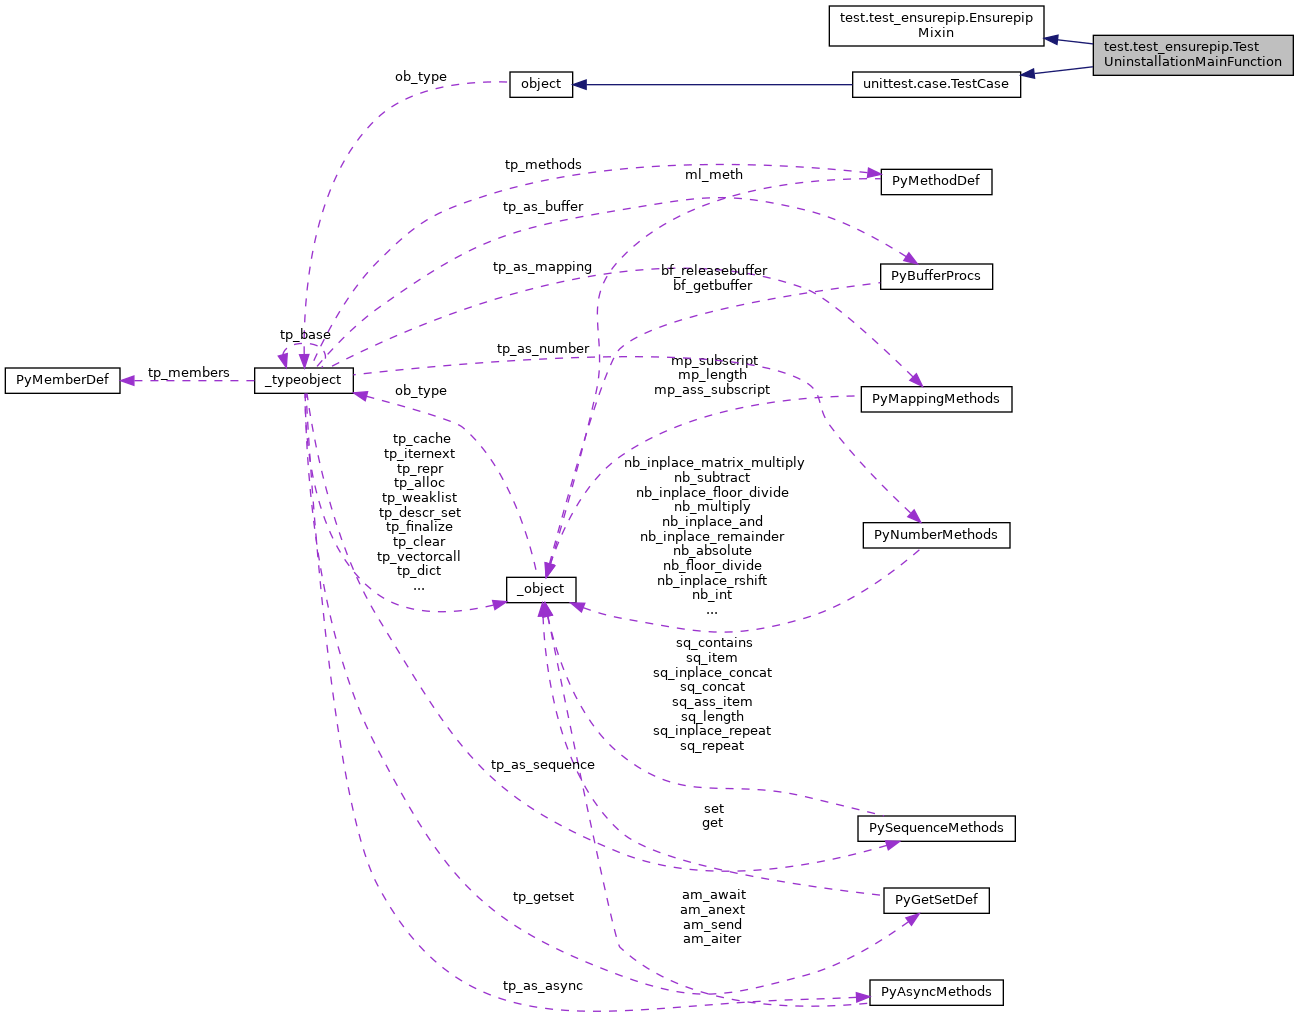 test.test_ensurepip.Ensurepip
Mixin
test.test_ensurepip.Test
UninstallationMainFunction
ob_type
object
unittest.case.TestCase
tp_methods
ml_meth
PyMethodDef
tp_as_buffer
tp_as_mapping
bf_releasebuffer
bf_getbuffer
PyBufferProcs
tp_base
tp_as_number
mp_subscript
mp_length
mp_ass_subscript
PyMemberDef
tp_members
_typeobject
ob_type
PyMappingMethods
tp_cache
tp_iternext
tp_repr
tp_alloc
tp_weaklist
tp_descr_set
tp_finalize
tp_clear
tp_vectorcall
tp_dict
...
nb_inplace_matrix_multiply
nb_subtract
nb_inplace_floor_divide
nb_multiply
nb_inplace_and
nb_inplace_remainder
nb_absolute
nb_floor_divide
nb_inplace_rshift
nb_int
...
PyNumberMethods
_object
sq_contains
sq_item
sq_inplace_concat
sq_concat
sq_ass_item
sq_length
sq_inplace_repeat
sq_repeat
tp_as_sequence
set
get
PySequenceMethods
tp_getset
am_await
am_anext
am_send
am_aiter
PyGetSetDef
tp_as_async
PyAsyncMethods